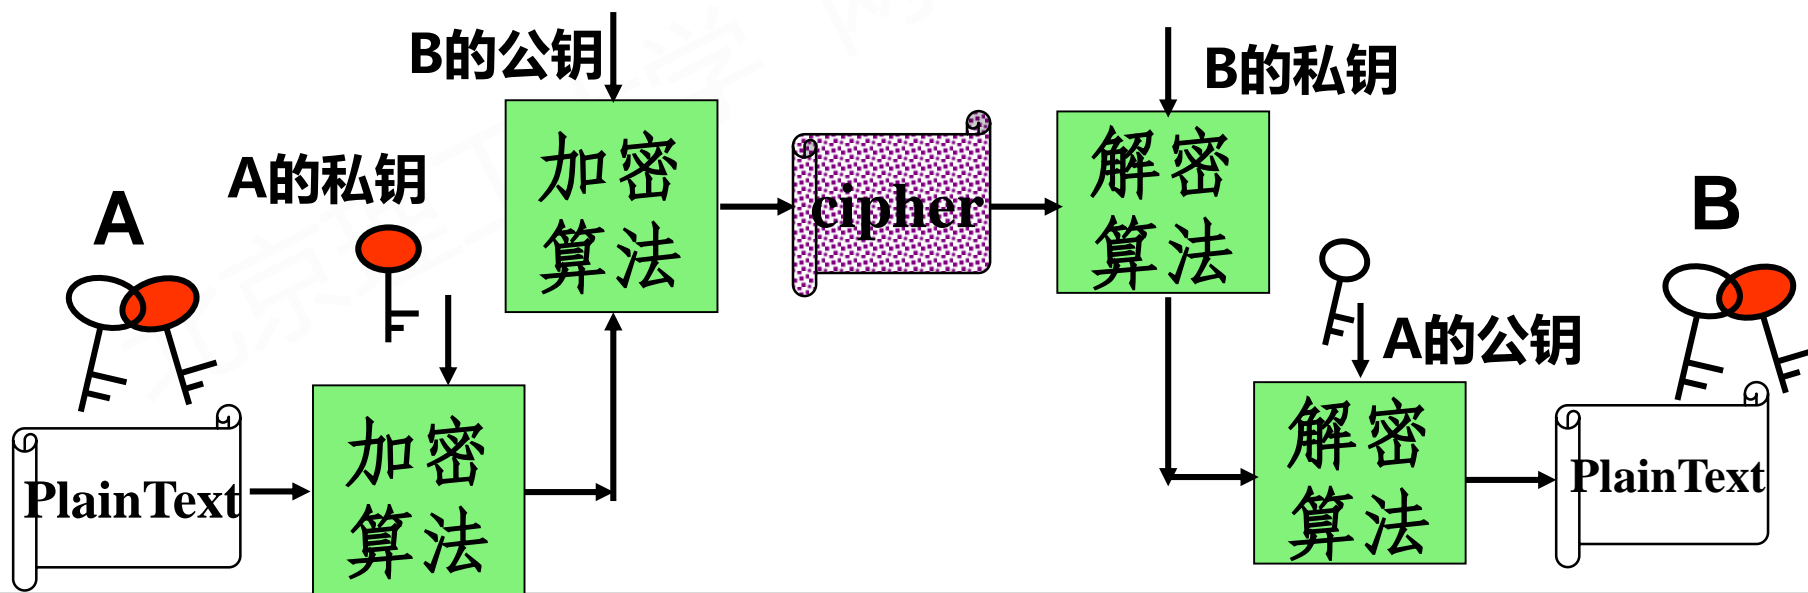 B的公钥
B的私钥
A的私钥
A
B
加密
算法
cipher
解密
算法
A的公钥
PlainText
加密
算法
解密
算法
PlainText